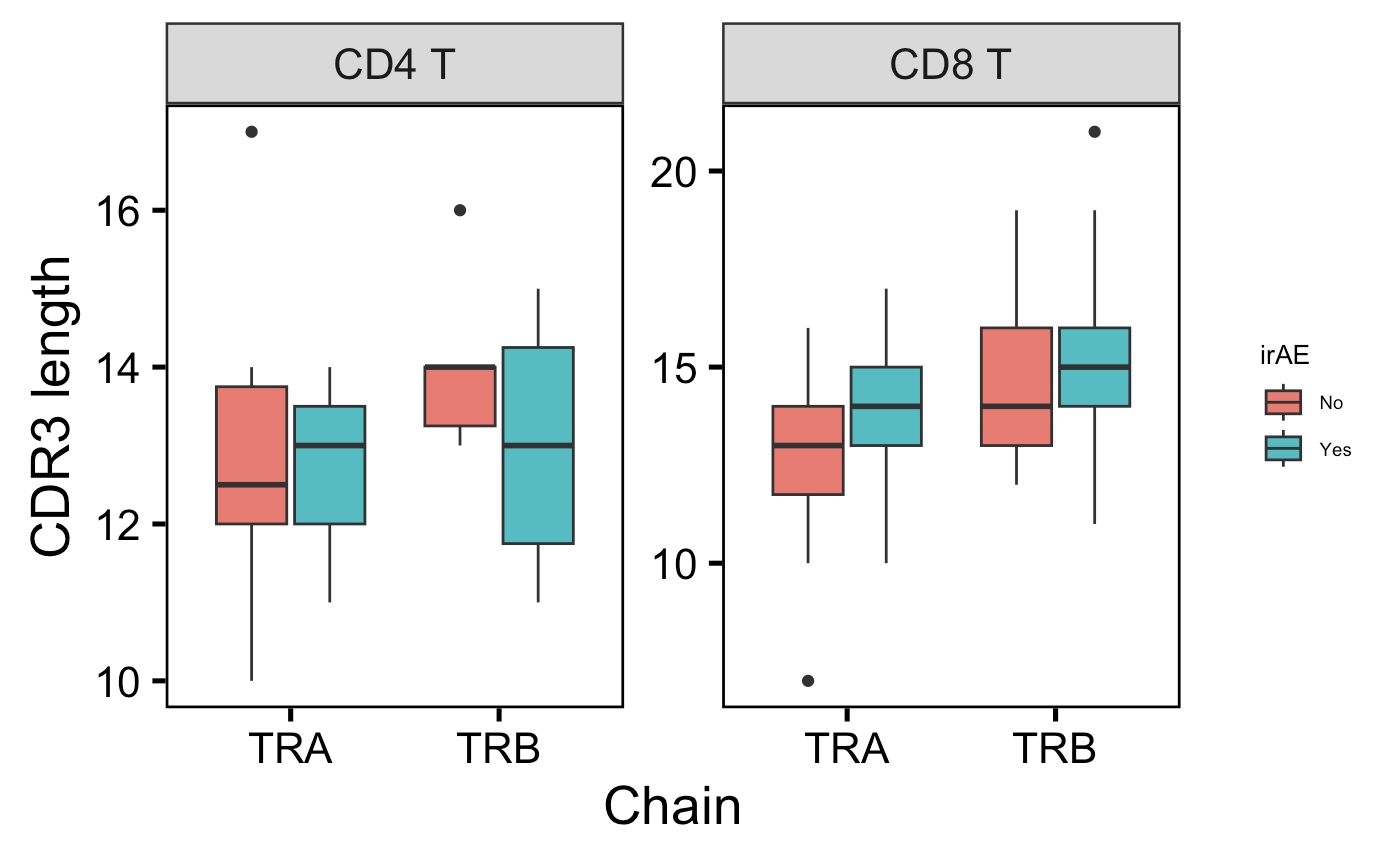 CD4 T
CD8 T
CDR3 length
16
14
12
10
20
15
10
TRA
TRB
TRA
TRB
Chain
irAE
No
Yes